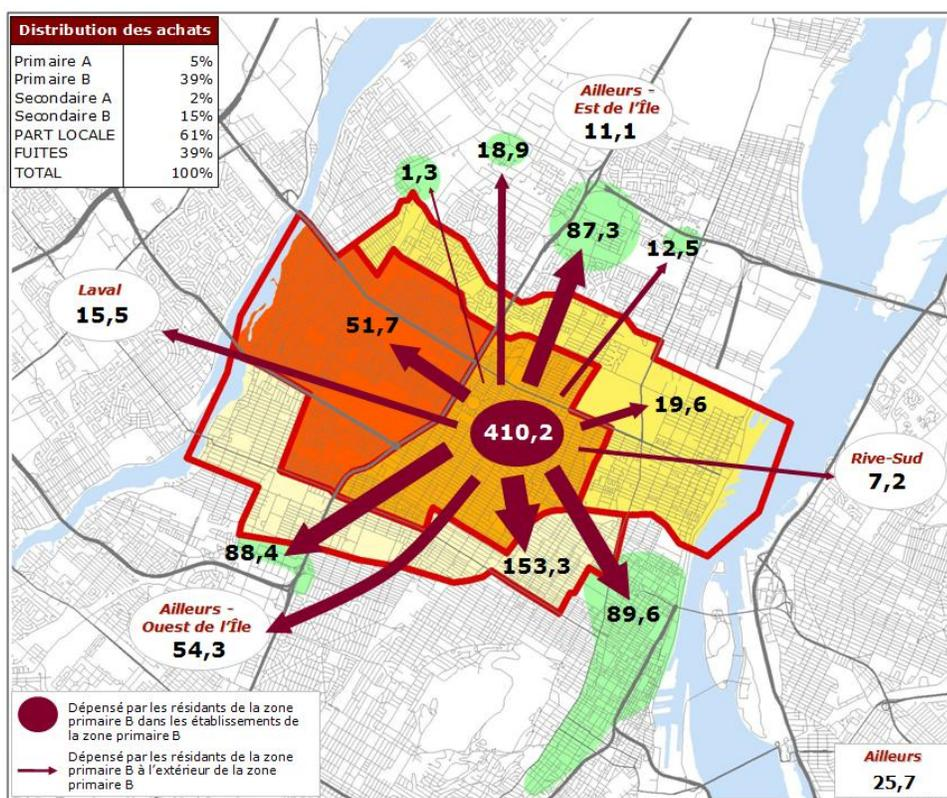 Distribution des achats
Primaire A 5%
Primaire B 39%
Secondaire A 2%
Secondaire B 15%
PART LOCALE 61%
FUITES 39%
TOTAL 100%
Ailleurs -
Est de l'Île
11,1
18,9
1,3
87,3
12,5
Laval
15,5
51,7
19,6
410,2
Rive-Sud
7,2
88,4
153,3
89,6
Ailleurs -
Ouest de l'Île
54,3
Dépensé par les résidants de la zone
primaire B dans les établissements de
la zone primaire B
Dépensé par les résidants de la zone
primaire B à l'extérieur de la zone
primaire B
Ailleurs
25,7